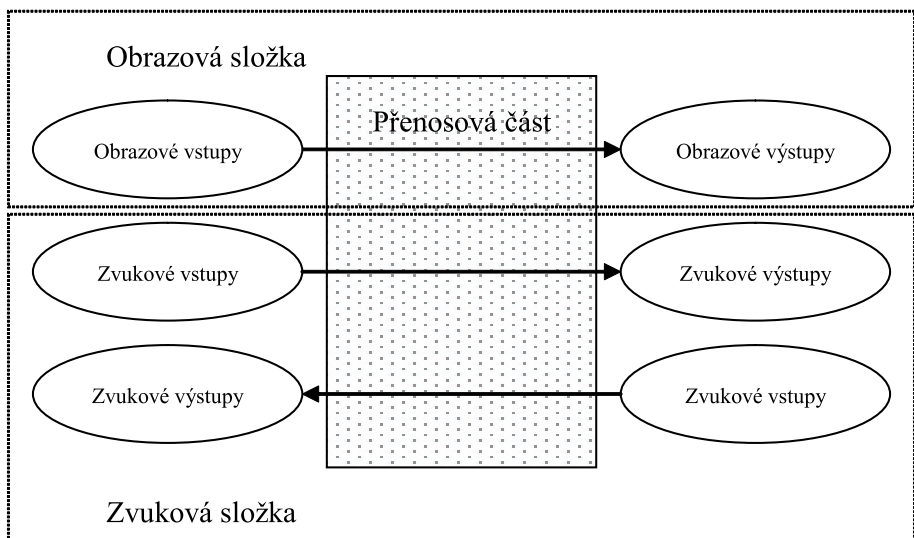 Obrazová složka
Přenosová část
Obrazové vstupy
Obrazové výstupy
Zvukové vstupy
Zvukové výstupy
Zvukové výstupy
Zvukové vstupy
Zvuková složka